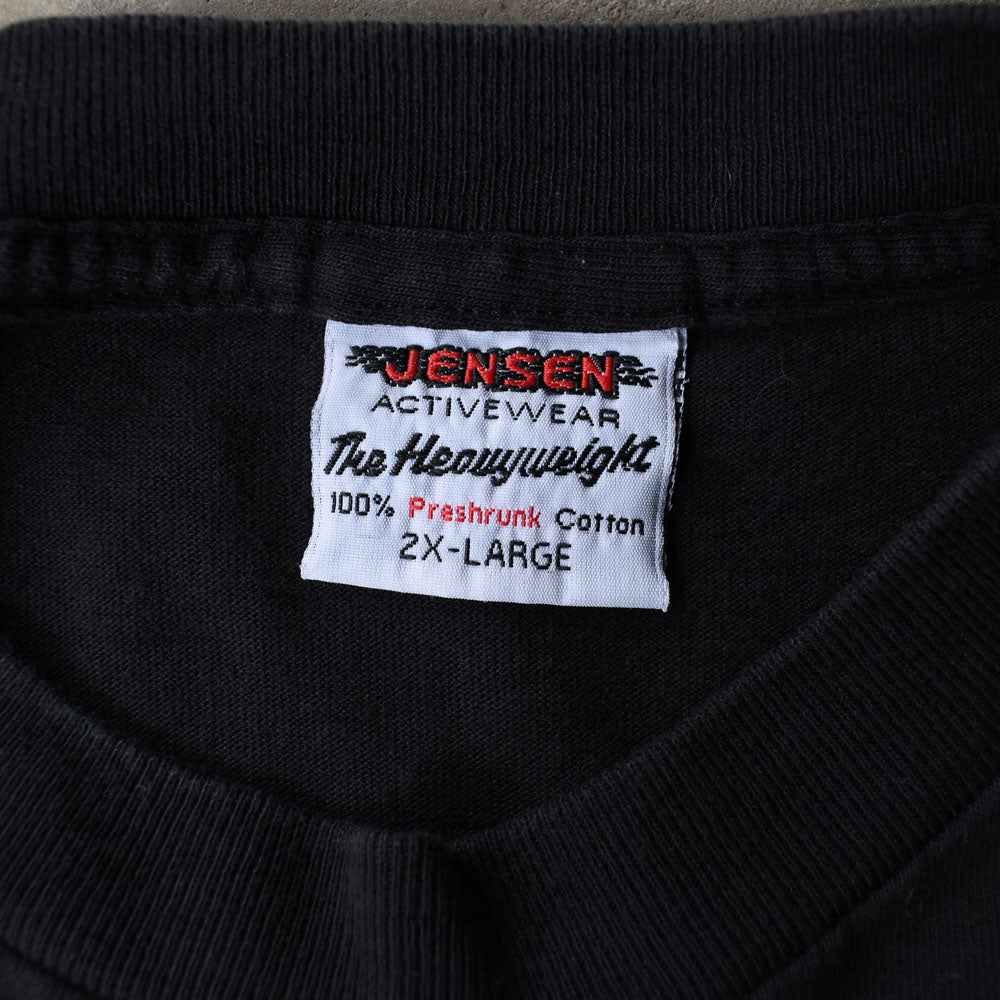 JENSEN
ACTIVEWEAR
The Heavyweight
100% Preshrunk Cotton
2X-LARGE